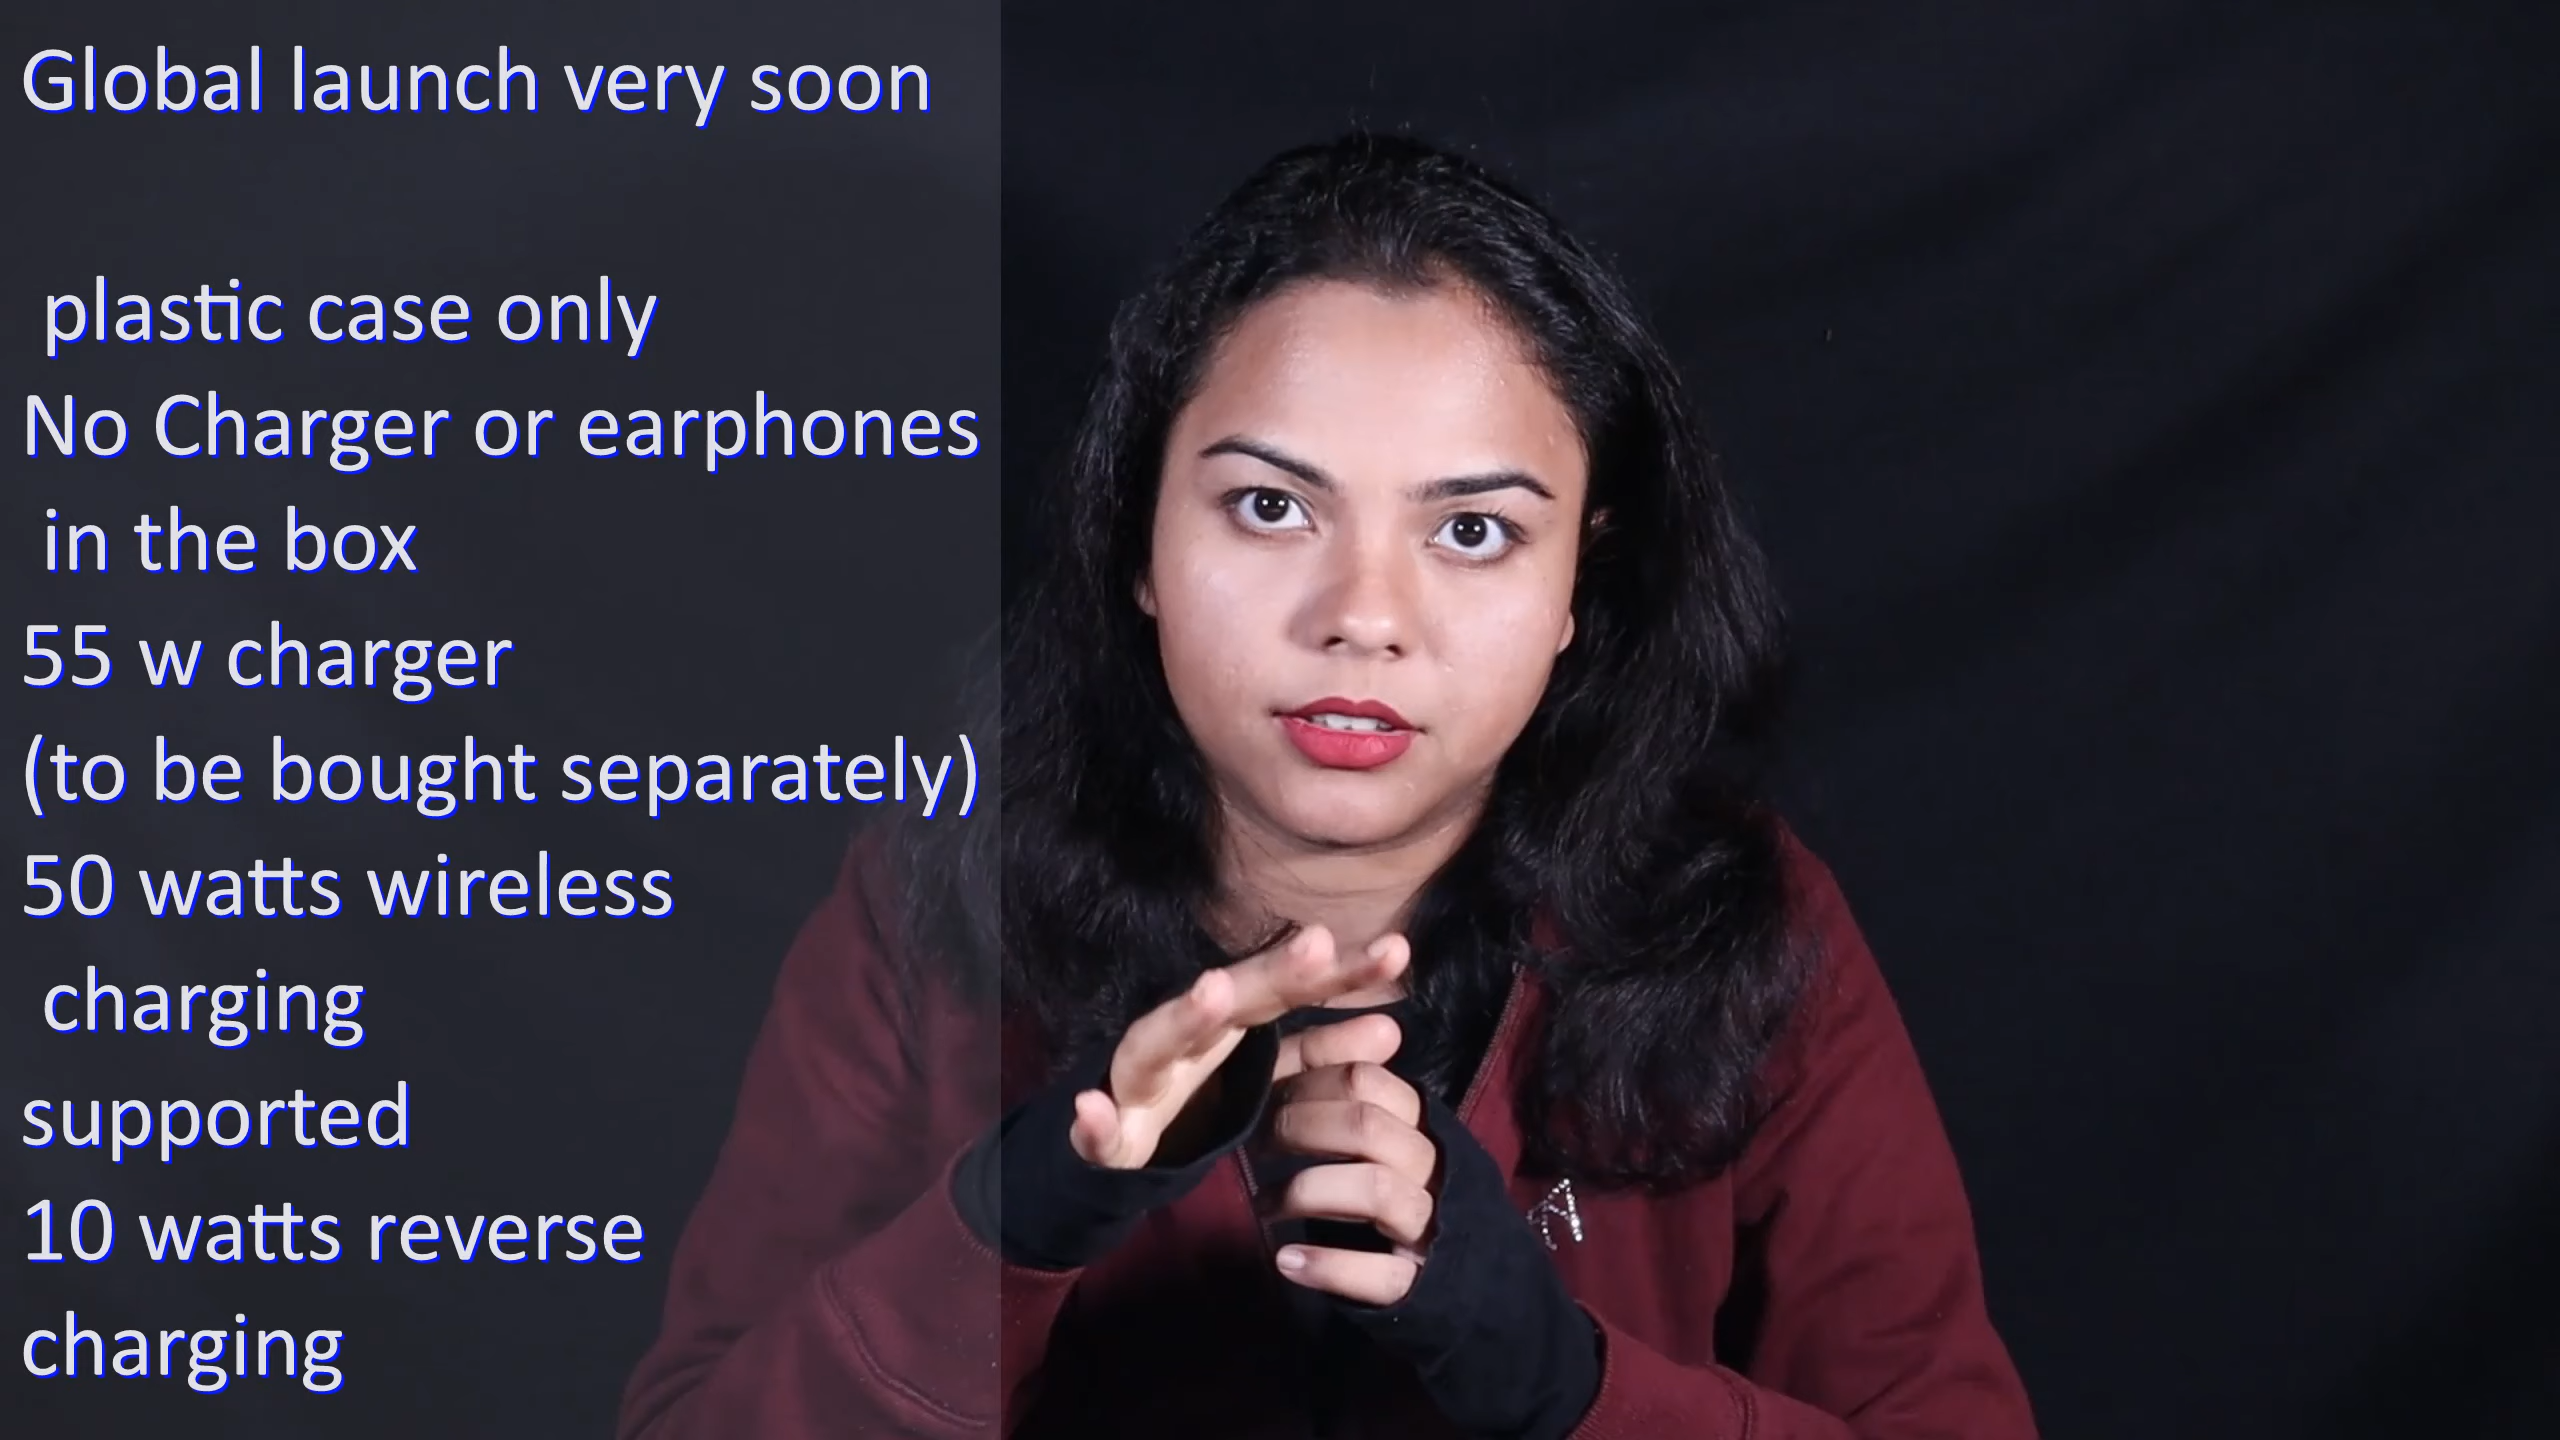 Global launch very soon
plastic case only
No Charger or earphones
in the box
55 w charger
(to be bought separately)
50 watts wireless
charging
supported
10 watts reverse
charging
A